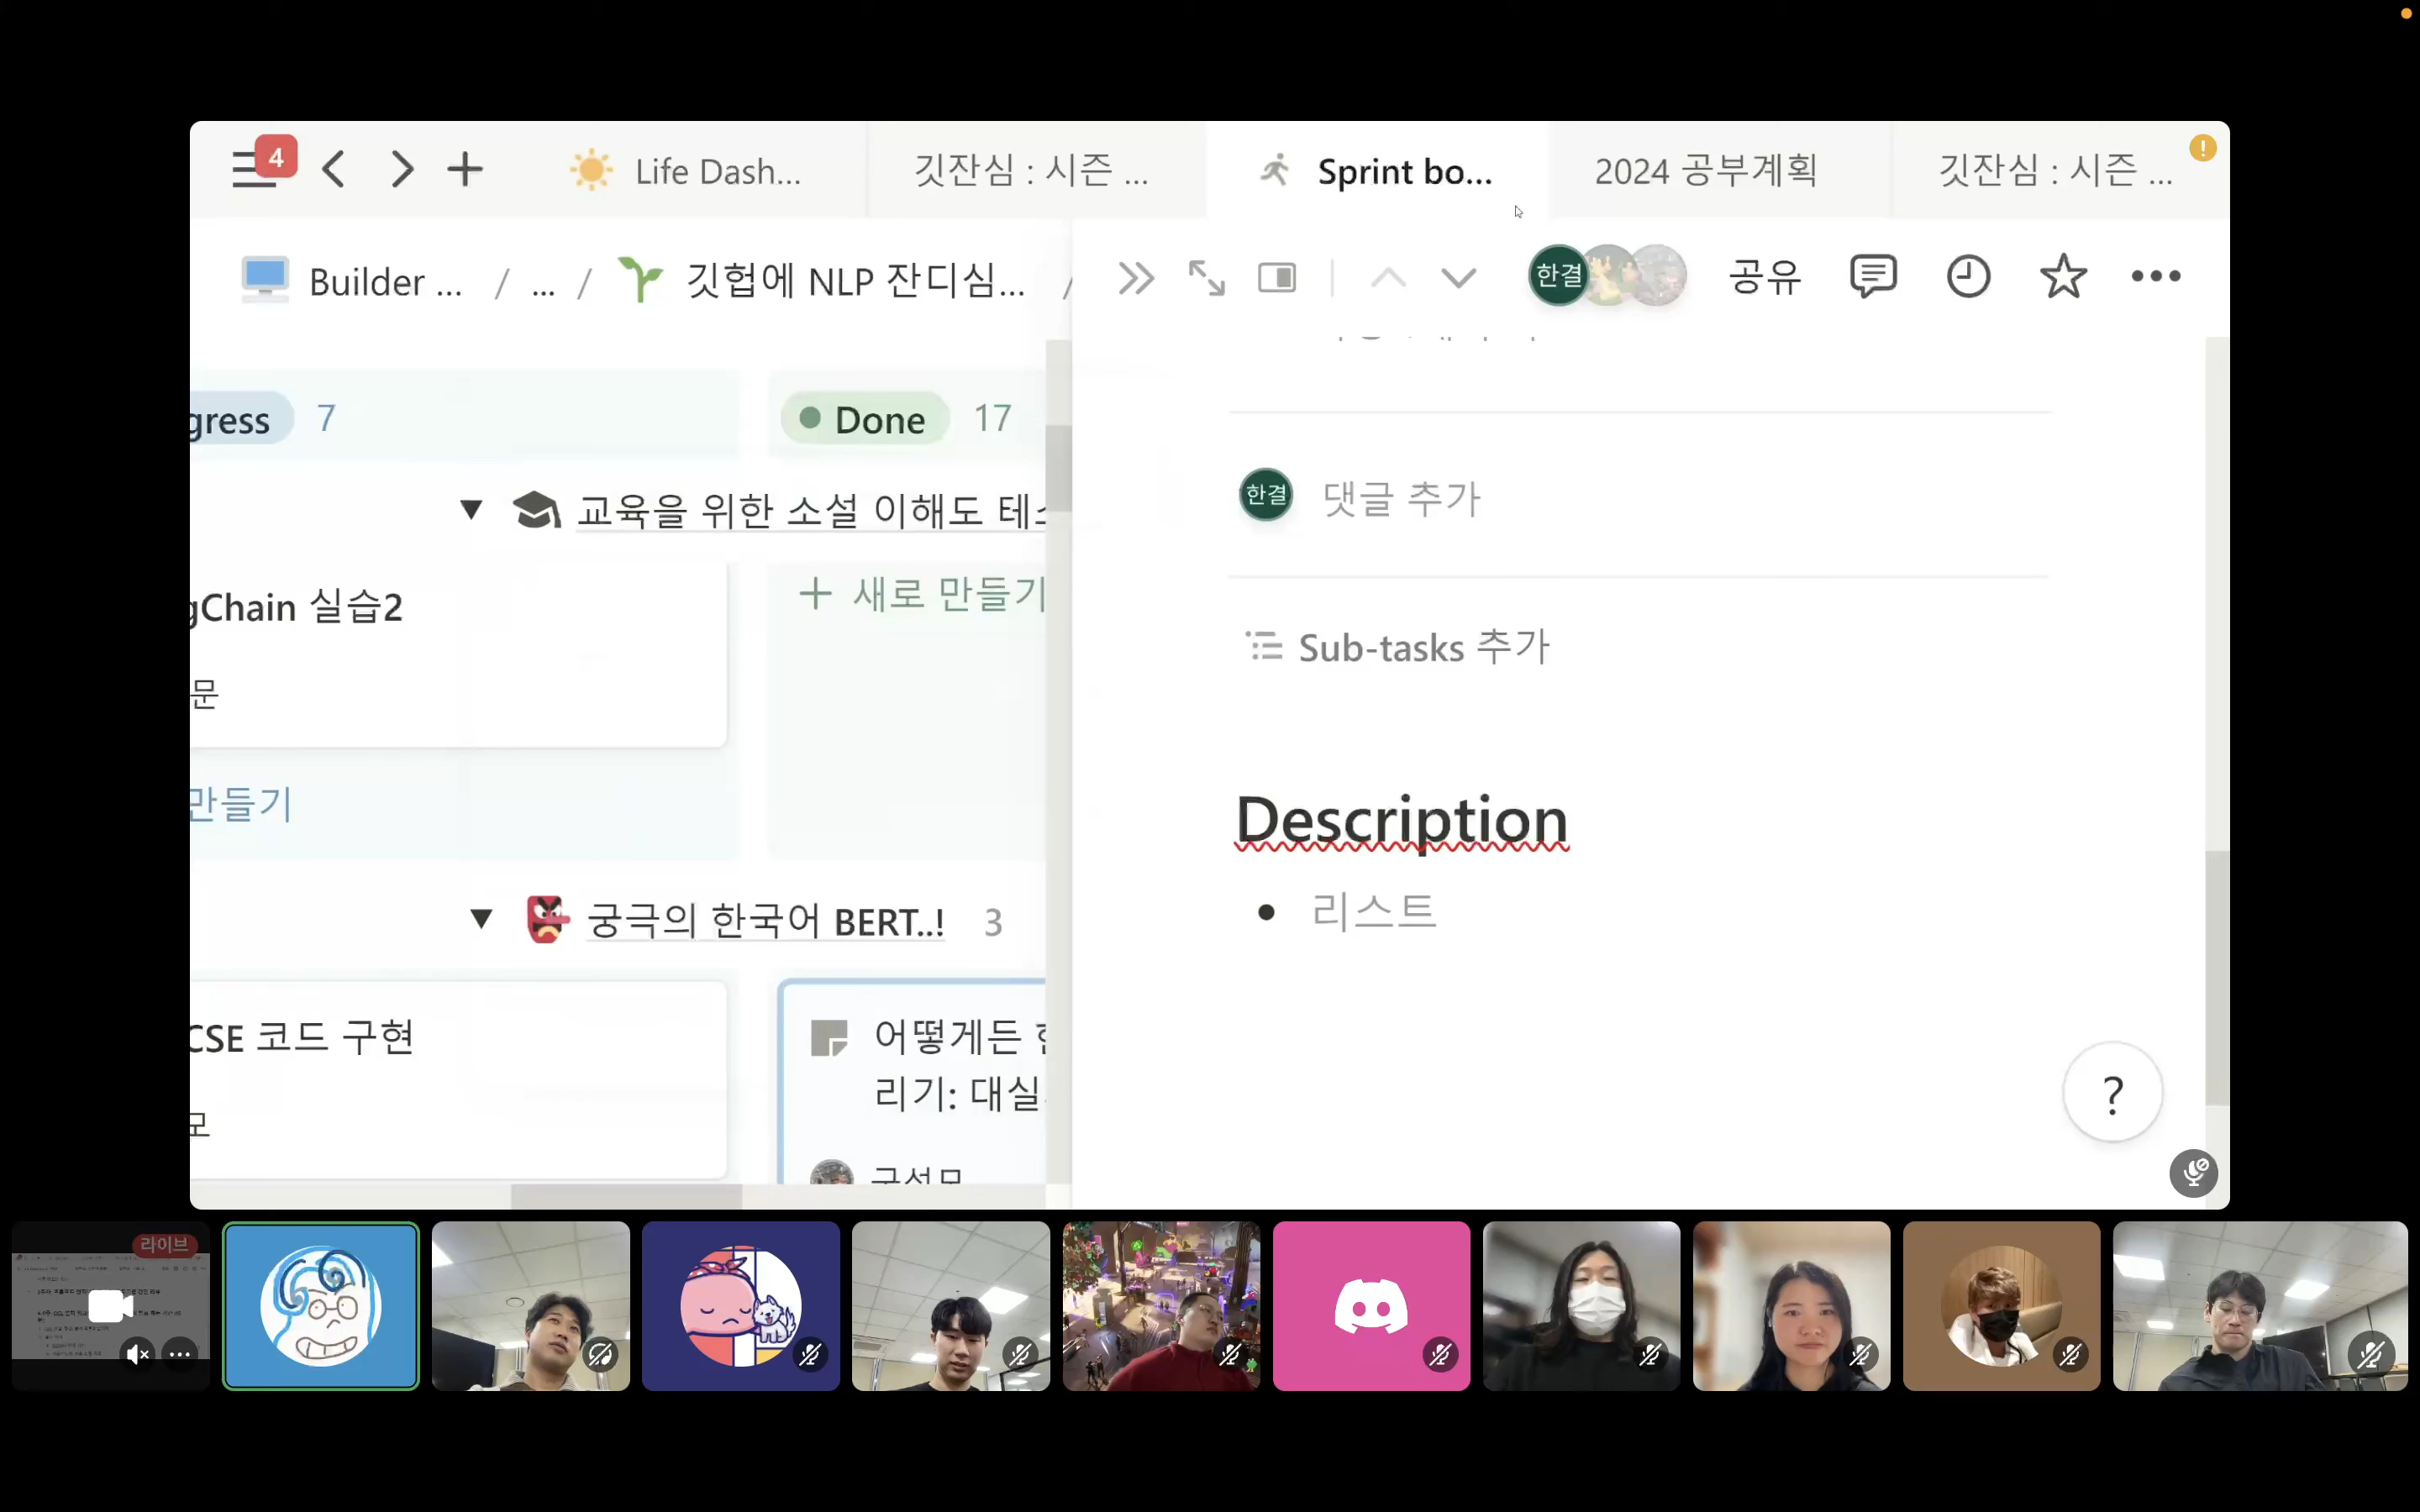 4
Life Dash...
깃잔심 : 시즌 ...
Sprint bo...
2024 공부계획
깃잔심 : 시즌 ...
!
Builder ... / ... / 깃헙에 NLP 잔디심... /
한결
공유
gress 7
Done 17
한결 댓글 추가
교육을 위한 소설 이해도 테스
+ 새로 만들기
gChain 실습2
문
만들기
Sub-tasks 추가
Description
• 리스트
궁극의 한국어 BERT..! 3
CSE 코드 구현
모
어떻게든
리기: 대실
?
라이브